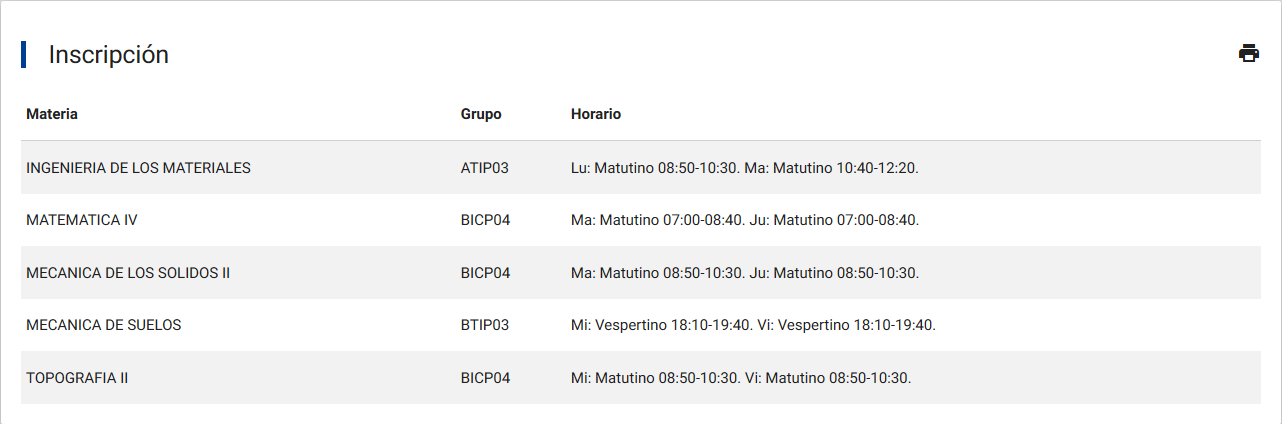 Inscripción
Materia Grupo Horario
INGENIERIA DE LOS MATERIALES ATIP03 Lu: Matutino 08:50-10:30. Ma: Matutino 10:40-12:20.
MATEMATICA IV BICP04 Ma: Matutino 07:00-08:40. Ju: Matutino 07:00-08:40.
MECANICA DE LOS SOLIDOS II BICP04 Ma: Matutino 08:50-10:30. Ju: Matutino 08:50-10:30.
MECANICA DE SUELOS BTIP03 Mi: Vespertino 18:10-19:40. Vi: Vespertino 18:10-19:40.
TOPOGRAFIA II BICP04 Mi: Matutino 08:50-10:30. Vi: Matutino 08:50-10:30.